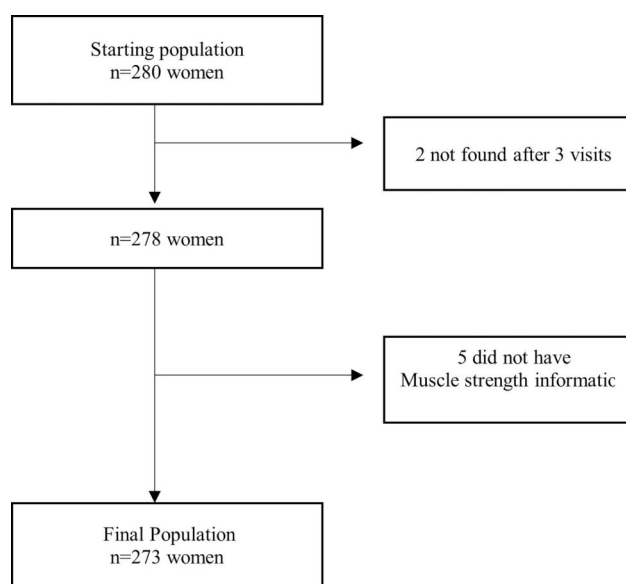 Starting population
n=280 women
2 not found after 3 visits
n=278 women
5 did not have
Muscle strength informatic
Final Population
n=273 women